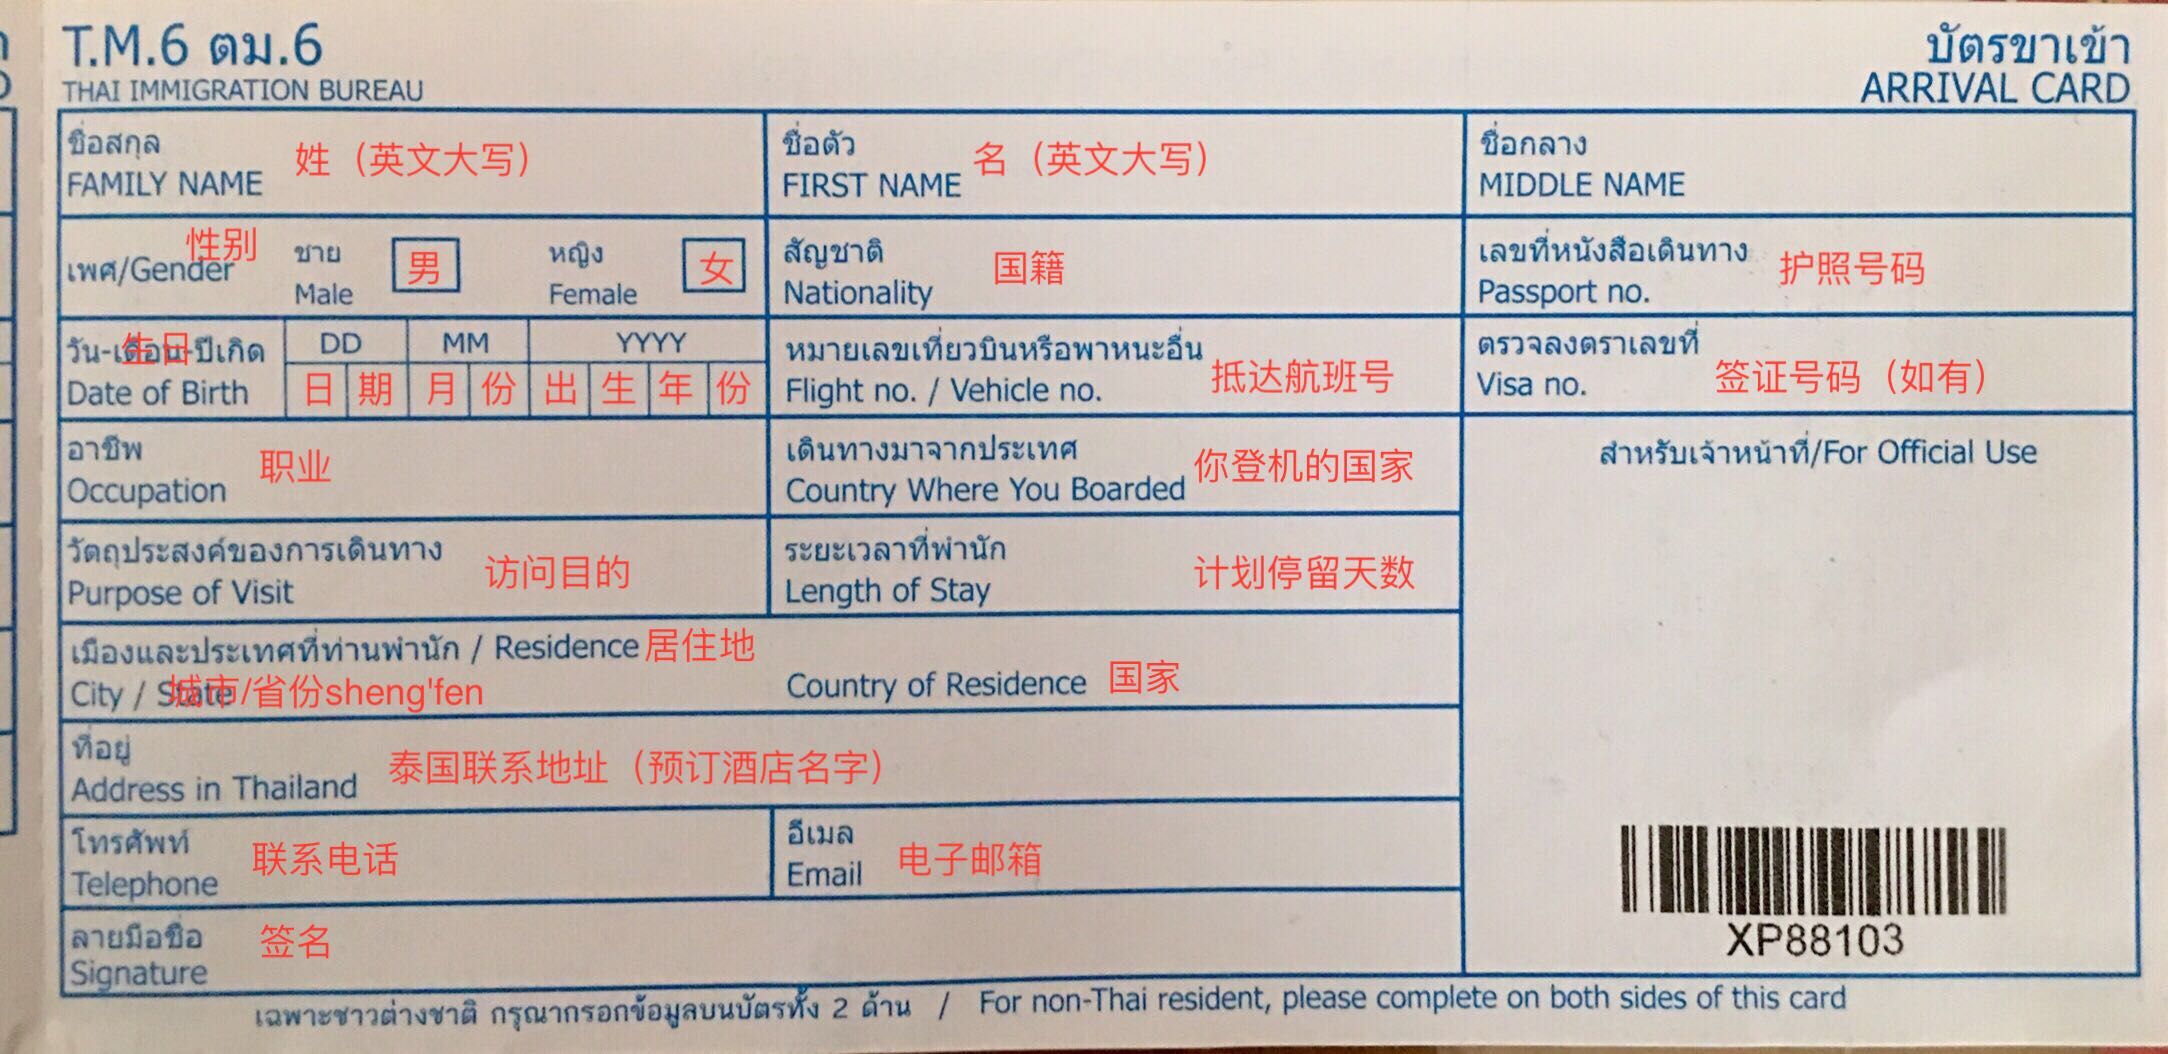 T.M.6 ตม.6
THAI IMMIGRATION BUREAU
บัตรขาเข้า
ARRIVAL CARD
ชื่อสกุล
FAMILY NAME
姓（英文大写）
ชื่อตัว
FIRST NAME
名（英文大写）
ชื่อกลาง
MIDDLE NAME
เพศ/Gender
性别
ชาย
Male
男
หญิง
Female
女
สัญชาติ
Nationality
国籍
เลขที่หนังสือเดินทาง
Passport no.
护照号码
วัน-เดือน-ปีเกิด
Date of Birth
生日
DD MM YYYY
日 期 月 份 出 生 年 份
หมายเลขเที่ยวบินหรือพาหนะอื่น
Flight no. / Vehicle no.
抵达航班号
ตรวจลงตราเลขที่
Visa no.
签证号码（如有）
อาชีพ
Occupation
职业
เดินทางมาจากประเทศ
Country Where You Boarded
你登机的国家
สำหรับเจ้าหน้าที่/For Official Use
วัตถุประสงค์ของการเดินทาง
Purpose of Visit
访问目的
ระยะเวลาที่พำนัก
Length of Stay
计划停留天数
เมืองและประเทศที่ท่านพำนัก / Residence
居住地
City / State
城市/省份sheng'fen
Country of Residence
国家
ที่อยู่
Address in Thailand
泰国联系地址（预订酒店名字）
โทรศัพท์
Telephone
联系电话
อีเมล
Email
电子邮箱
ลายมือชื่อ
Signature
签名
XP88103
เฉพาะชาวต่างชาติ กรุณากรอกข้อมูลบนบัตรทั้ง 2 ด้าน / For non-Thai resident, please complete on both sides of this card